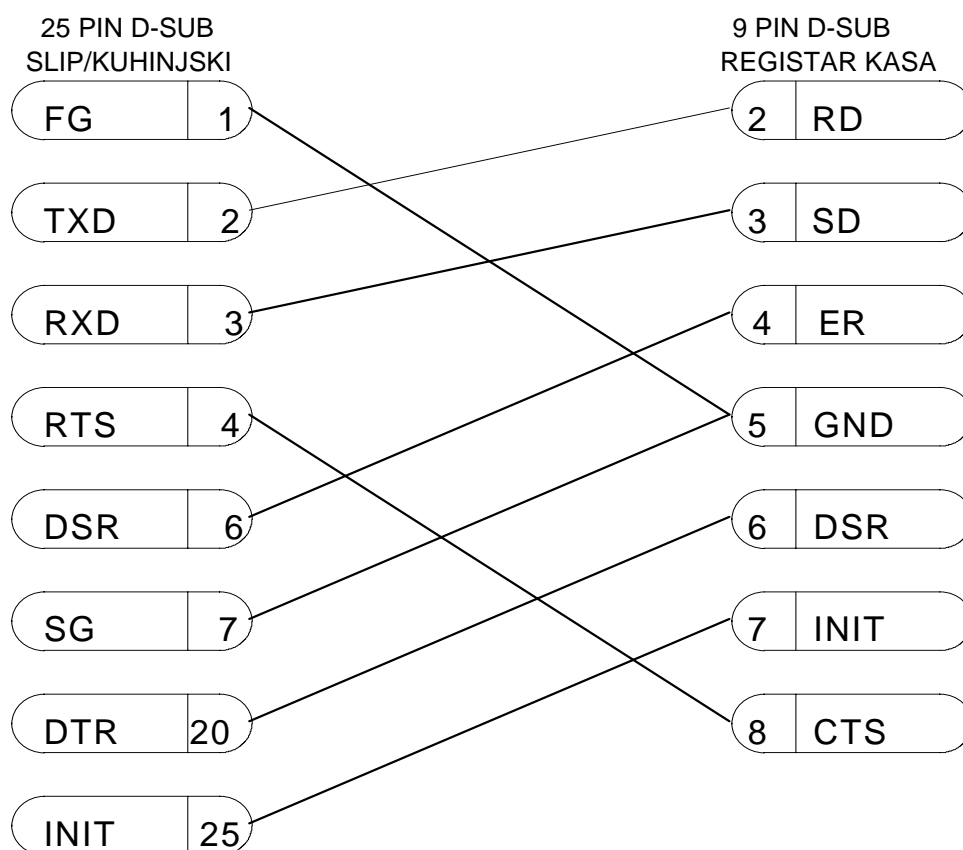 25 PIN D-SUB
SLIP/KUHINJSKI
FG 1
TXD 2
RXD 3
RTS 4
DSR 6
SG 7
DTR 20
INIT 25
9 PIN D-SUB
REGISTAR KASA
2 RD
3 SD
4 ER
5 GND
6 DSR
7 INIT
8 CTS